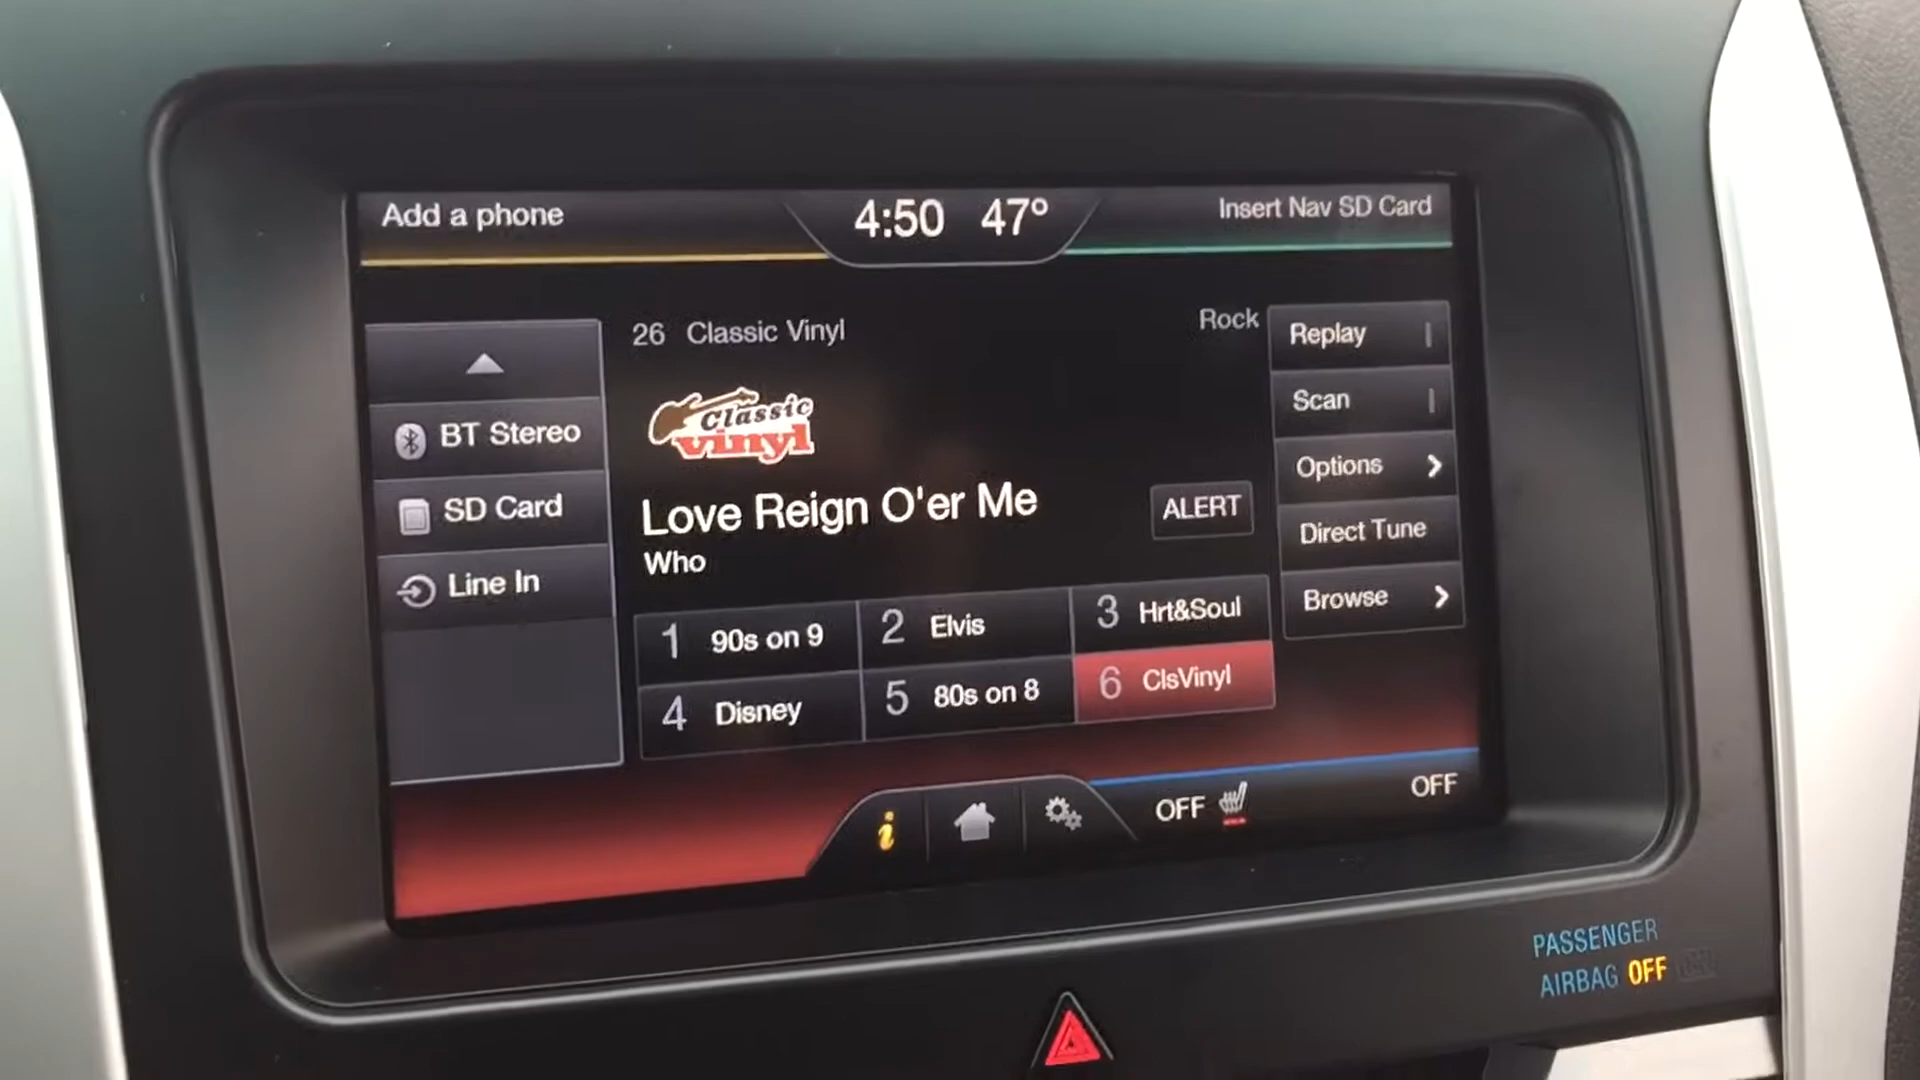 Add a phone
4:50 47°
Insert Nav SD Card
BT Stereo
SD Card
Line In
26 Classic Vinyl
Rock
Classic
vinyl
Love Reign O'er Me
Who
ALERT
1 90s on 9
2 Elvis
3 Hrt&Soul
4 Disney
5 80s on 8
6 ClsVinyl
Replay
Scan
Options
Direct Tune
Browse
i
OFF
OFF
PASSENGER
AIRBAG OFF